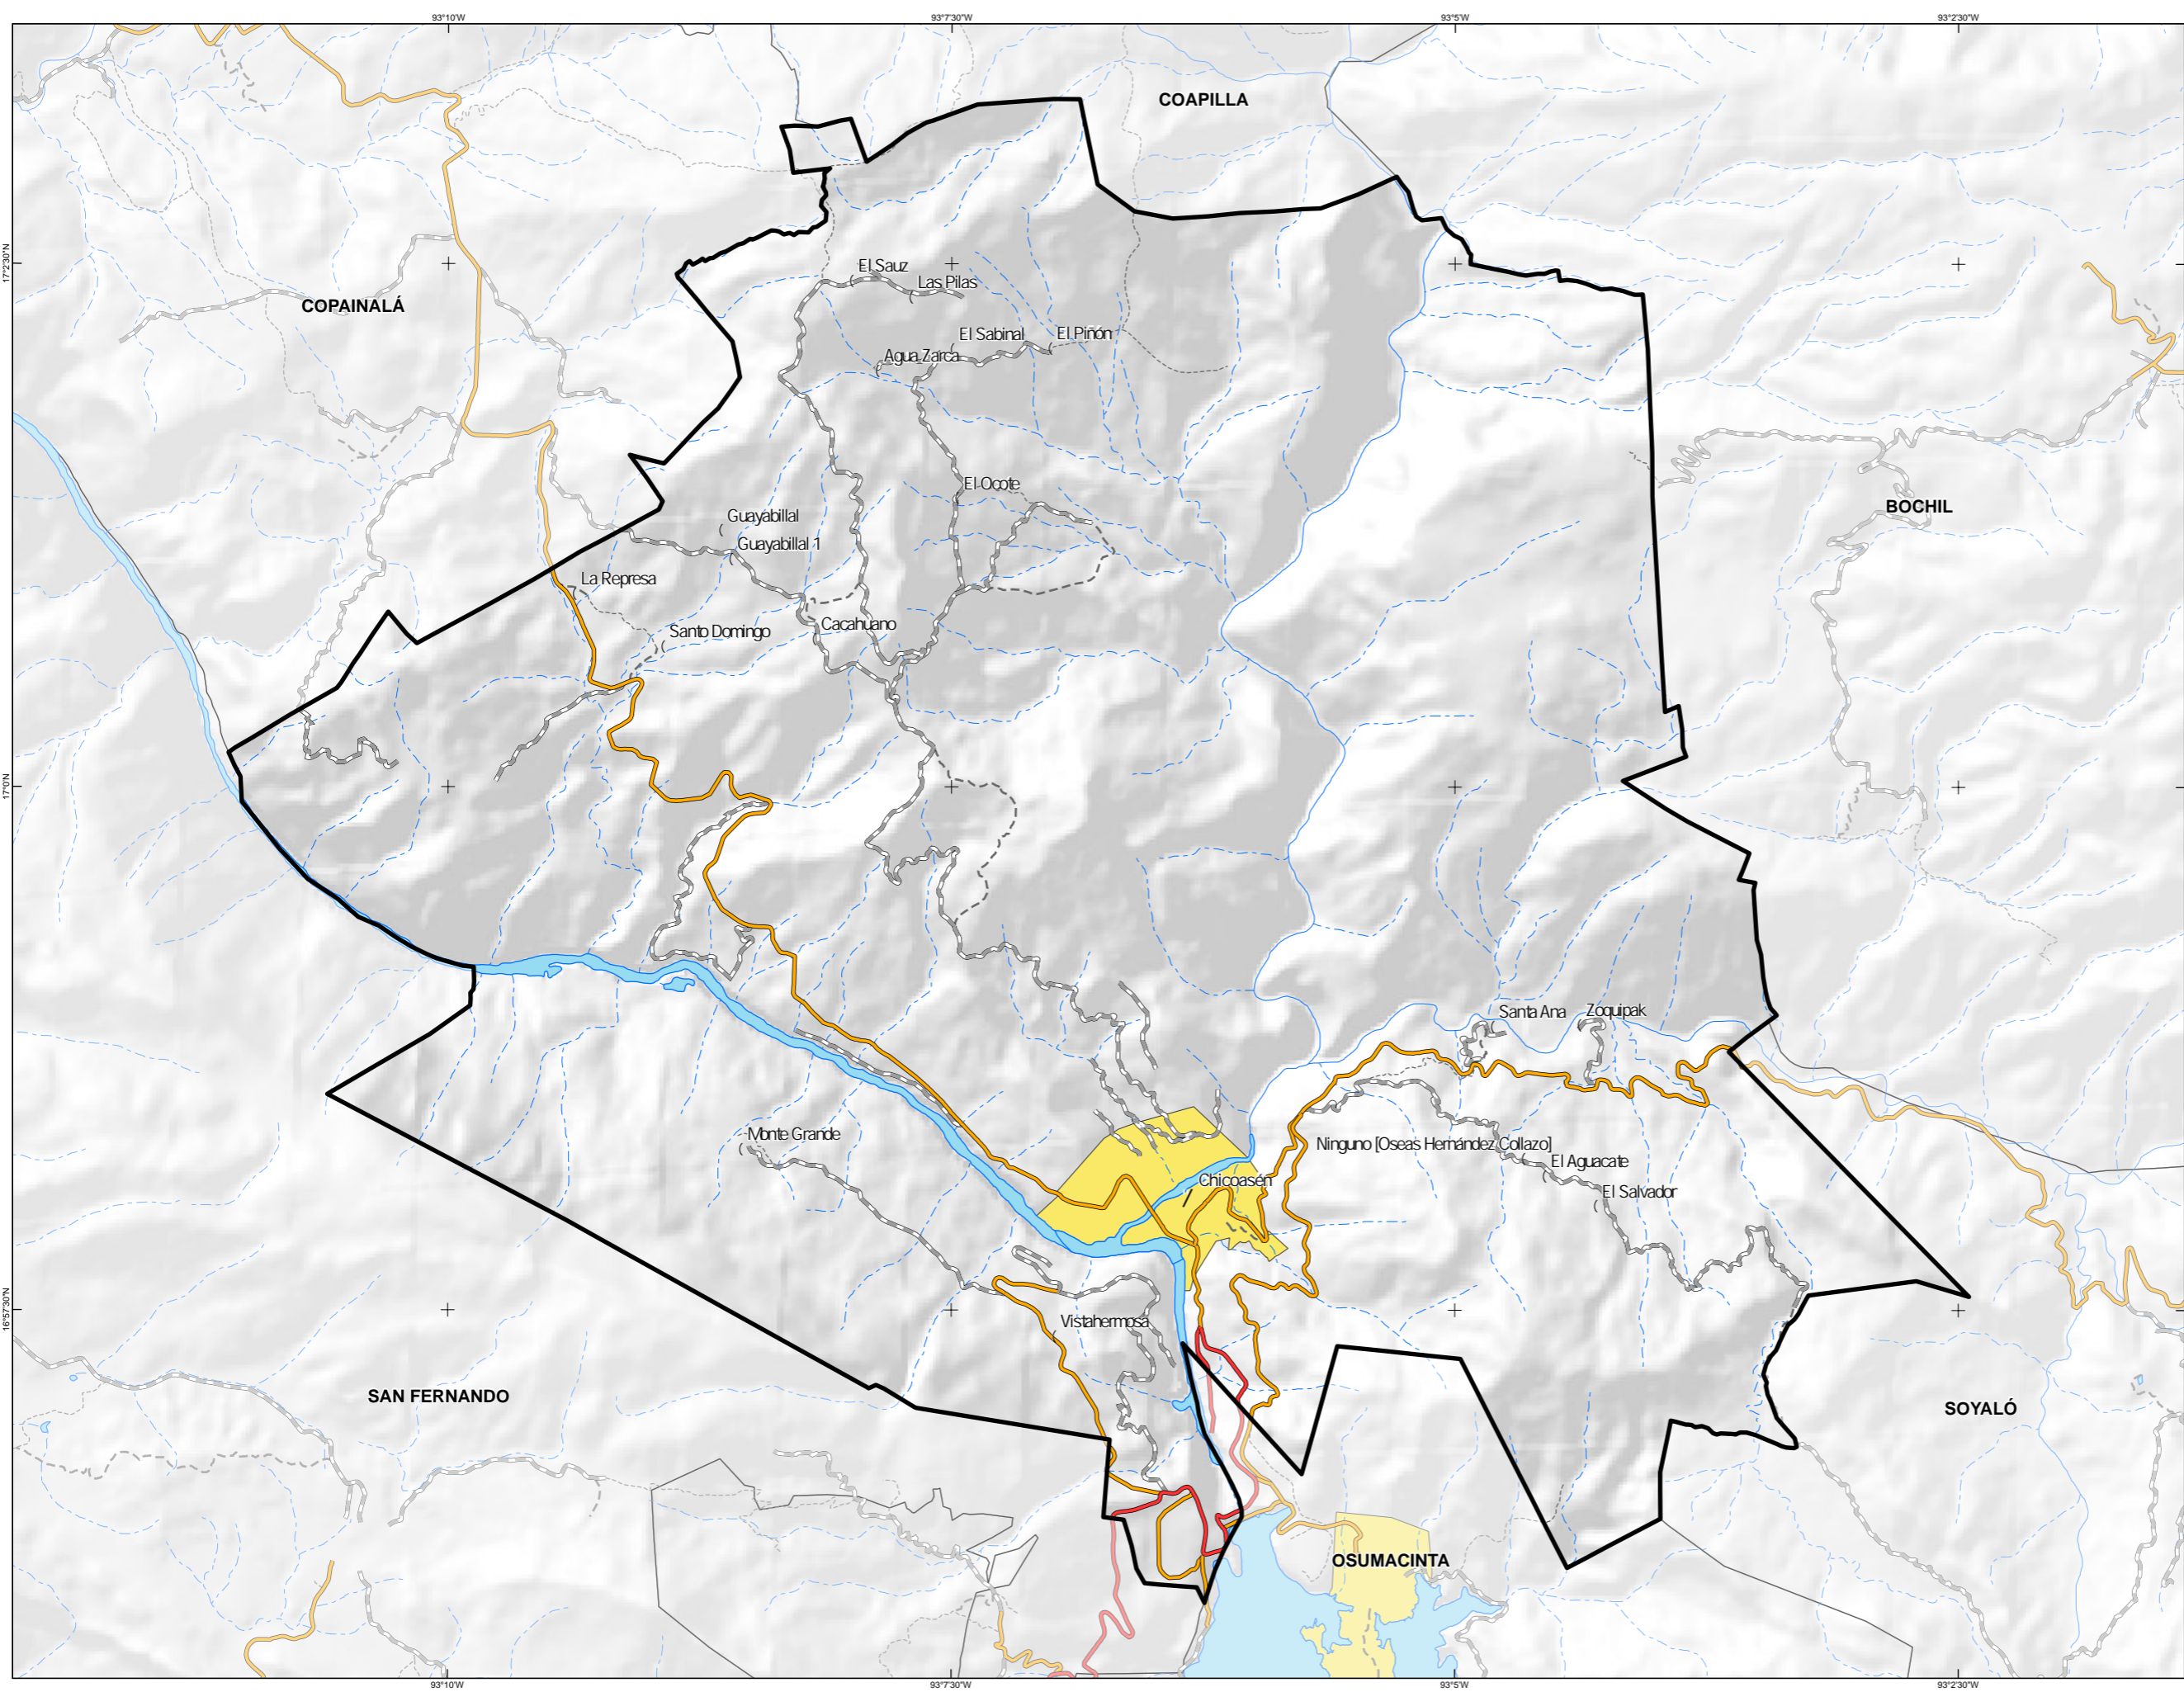 93°10'W
93°7'30"W
93°5'W
93°2'30"W
COAPILLA
17°2'30"N
El Sauz
Las Pilas
COPAINALÁ
El Sabinal
El Piñón
Agua Zarca
El Ocote
BOCHIL
Guayabillal
Guayabillal 1
La Represa
Cacahuano
Santo Domingo
17°0'N
Santa Ana
Zoquipak
Monte Grande
Ninguno [Oseas Hernández Collazo]
El Aguacate
Chicoasén
El Salvador
16°57'30"N
Vistahermosa
SAN FERNANDO
SOYALÓ
OSUMACINTA
93°10'W
93°7'30"W
93°5'W
93°2'30"W